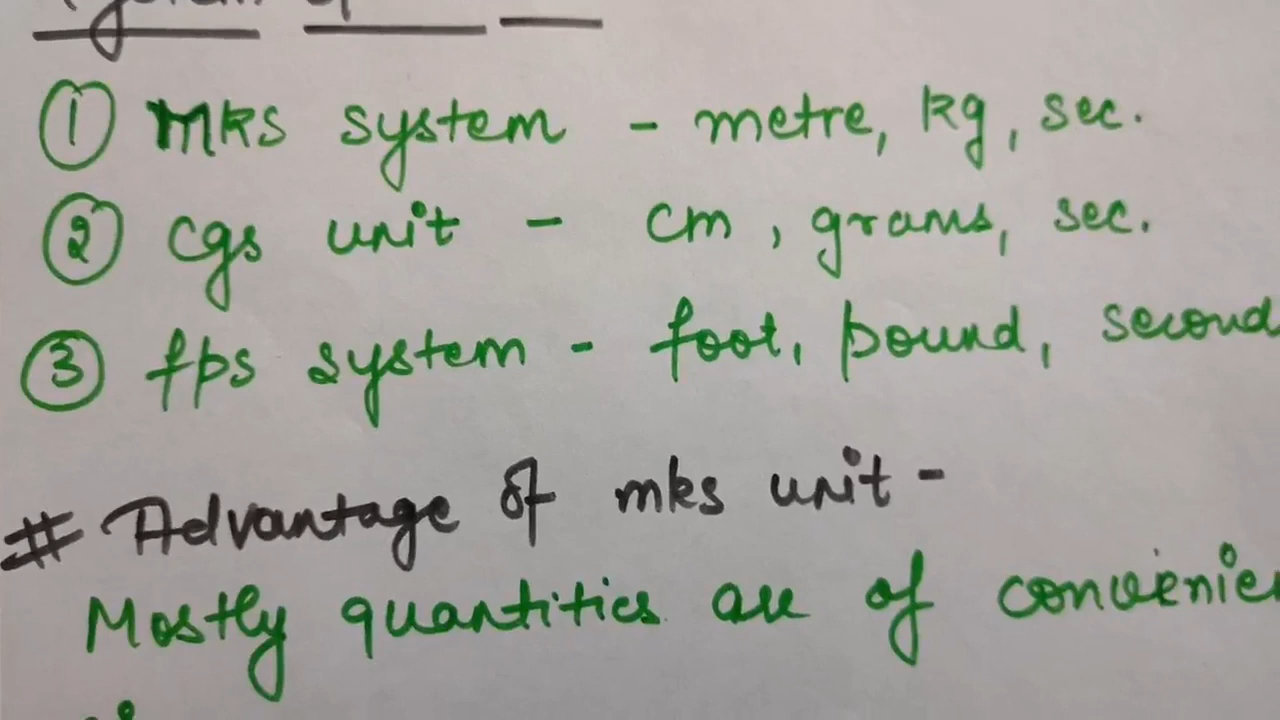 ① MKS system - metre, kg, sec.
② cgs unit - cm, grams, sec.
③ fps system - foot, pound, second
# Advantage of mks unit -
Mostly quantities are of